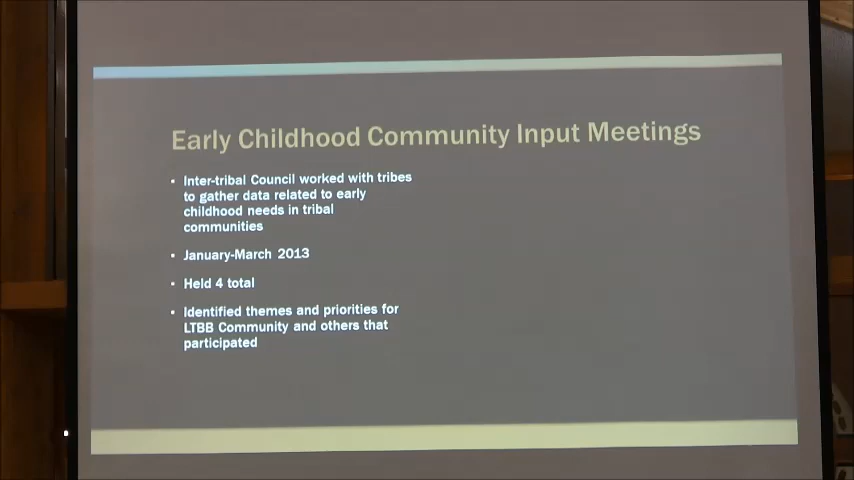 Early Childhood Community Input Meetings
▪ Inter-tribal Council worked with tribes
to gather data related to early
childhood needs in tribal
communities
▪ January-March 2013
▪ Held 4 total
▪ Identified themes and priorities for
LTBB Community and others that
participated